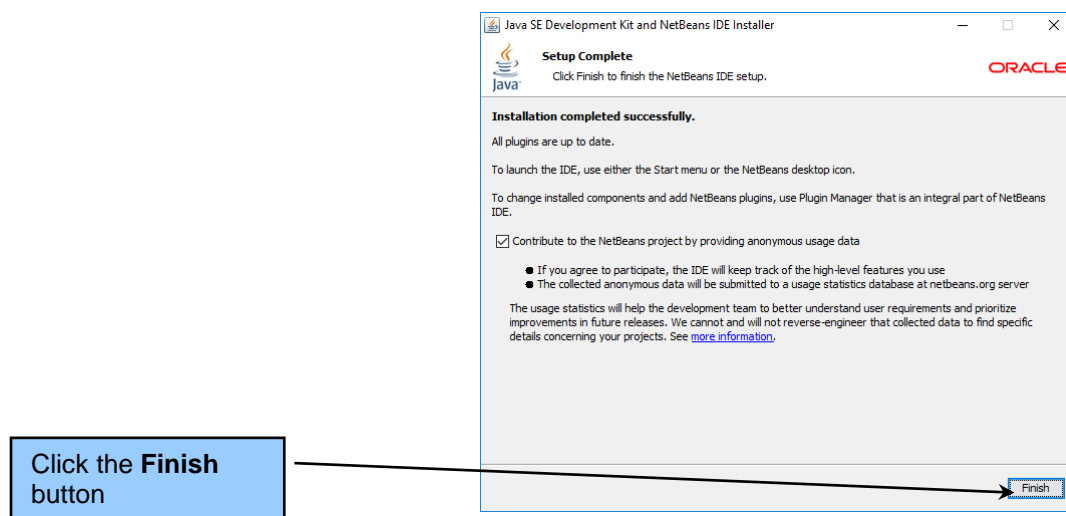 Java SE Development Kit and NetBeans IDE Installer
Setup Complete
Click Finish to finish the NetBeans IDE setup.
Java
ORACLE
Installation completed successfully.
All plugins are up to date.
To launch the IDE, use either the Start menu or the NetBeans desktop icon.
To change installed components and add NetBeans plugins, use Plugin Manager that is an integral part of NetBeans
IDE.
Contribute to the NetBeans project by providing anonymous usage data
If you agree to participate, the IDE will keep track of the high-level features you use
The collected anonymous data will be submitted to a usage statistics database at netbeans.org server
The usage statistics will help the development team to better understand user requirements and prioritize
improvements in future releases. We cannot and will not reverse-engineer that collected data to find specific
details concerning your projects. See more information.
Click the Finish
button
Finish